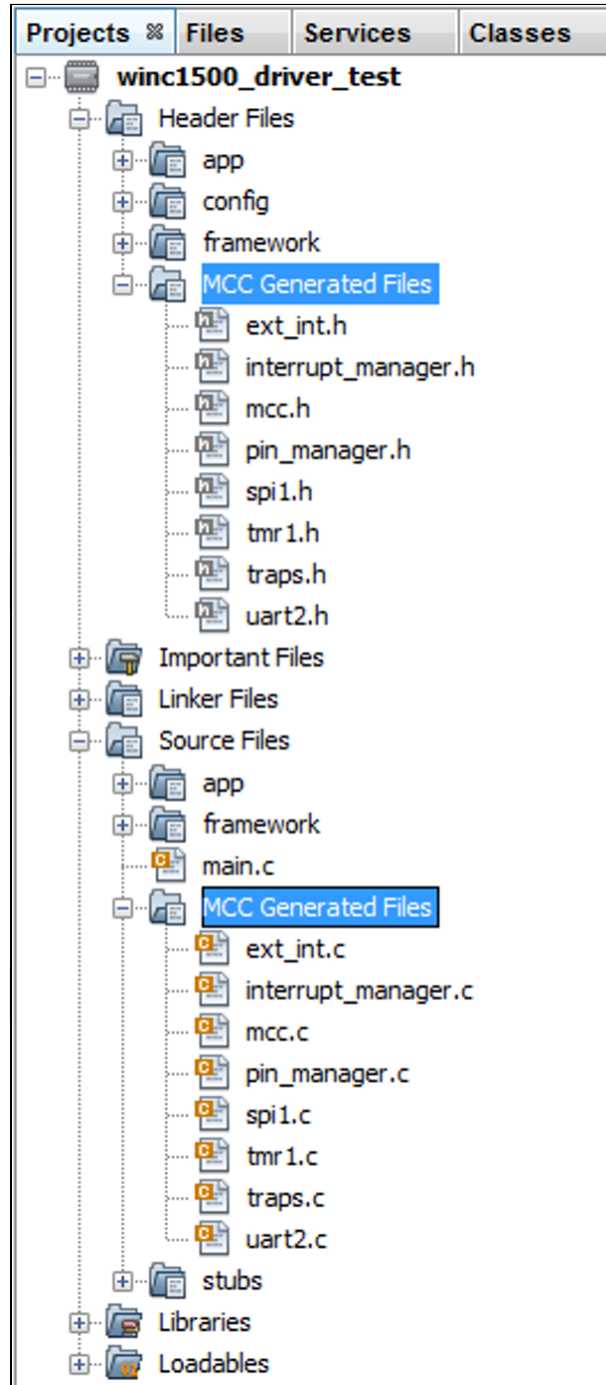 Projects Files Services Classes
winc1500_driver_test
Header Files
app
config
framework
MCC Generated Files
ext_int.h
interrupt_manager.h
mcc.h
pin_manager.h
spi1.h
tmr1.h
traps.h
uart2.h
Important Files
Linker Files
Source Files
app
framework
main.c
MCC Generated Files
ext_int.c
interrupt_manager.c
mcc.c
pin_manager.c
spi1.c
tmr1.c
traps.c
uart2.c
stubs
Libraries
Loadables